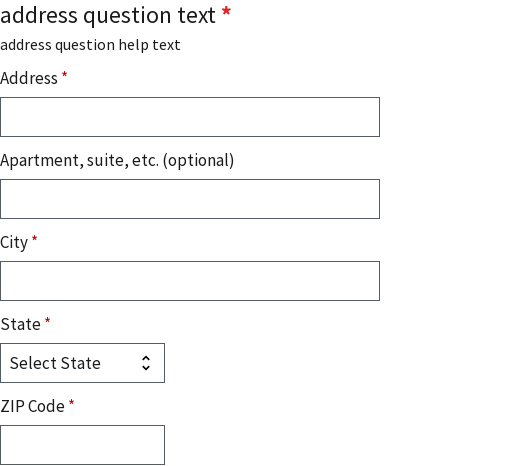 address question text *
address question help text
Address *
Apartment, suite, etc. (optional)
City *
State *
Select State
ZIP Code *